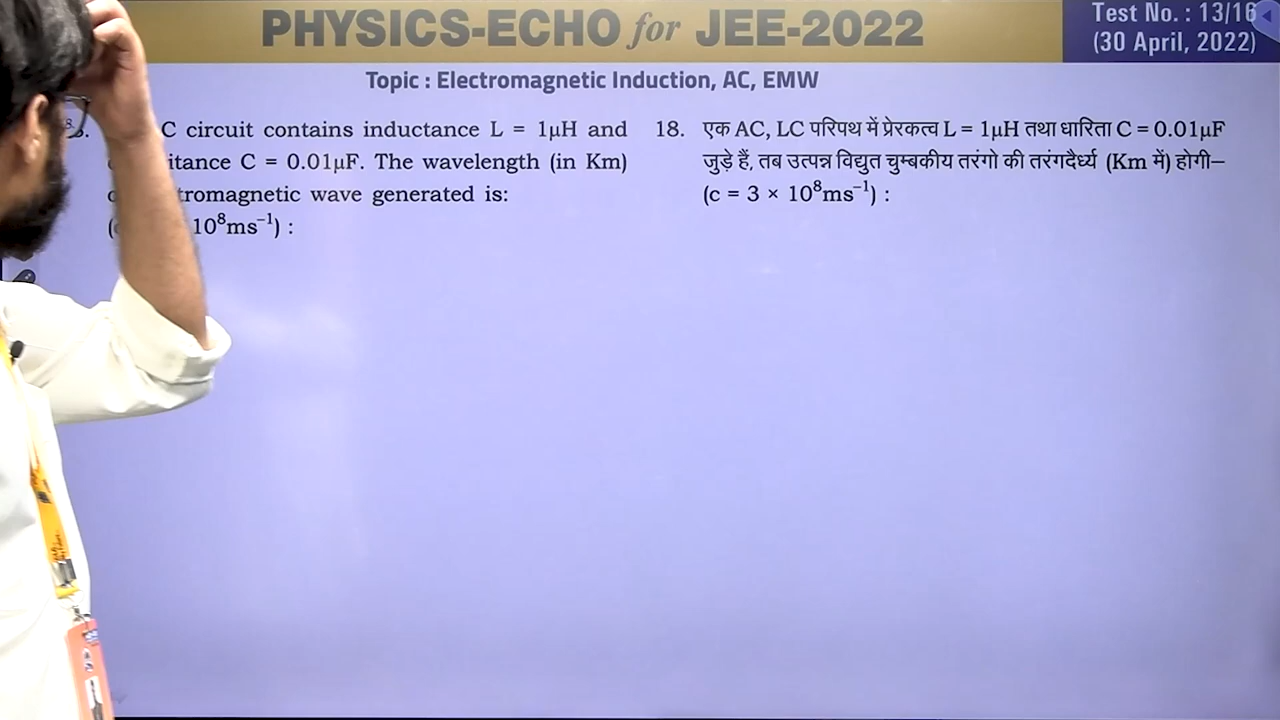 PHYSICS-ECHO for JEE-2022
Test No. : 13/16
(30 April, 2022)
Topic : Electromagnetic Induction, AC, EMW
C circuit contains inductance L = 1μH and
itance C = 0.01μF. The wavelength (in Km)
tromagnetic wave generated is:
10⁸ms⁻¹) :
18. एक AC, LC परिपथ में प्रेरकत्व L = 1μH तथा धारिता C = 0.01μF
जुड़े हैं, तब उत्पन्न विद्युत चुम्बकीय तरंगो की तरंगदैर्ध्य (Km में) होगी–
(c = 3 × 10⁸ms⁻¹) :